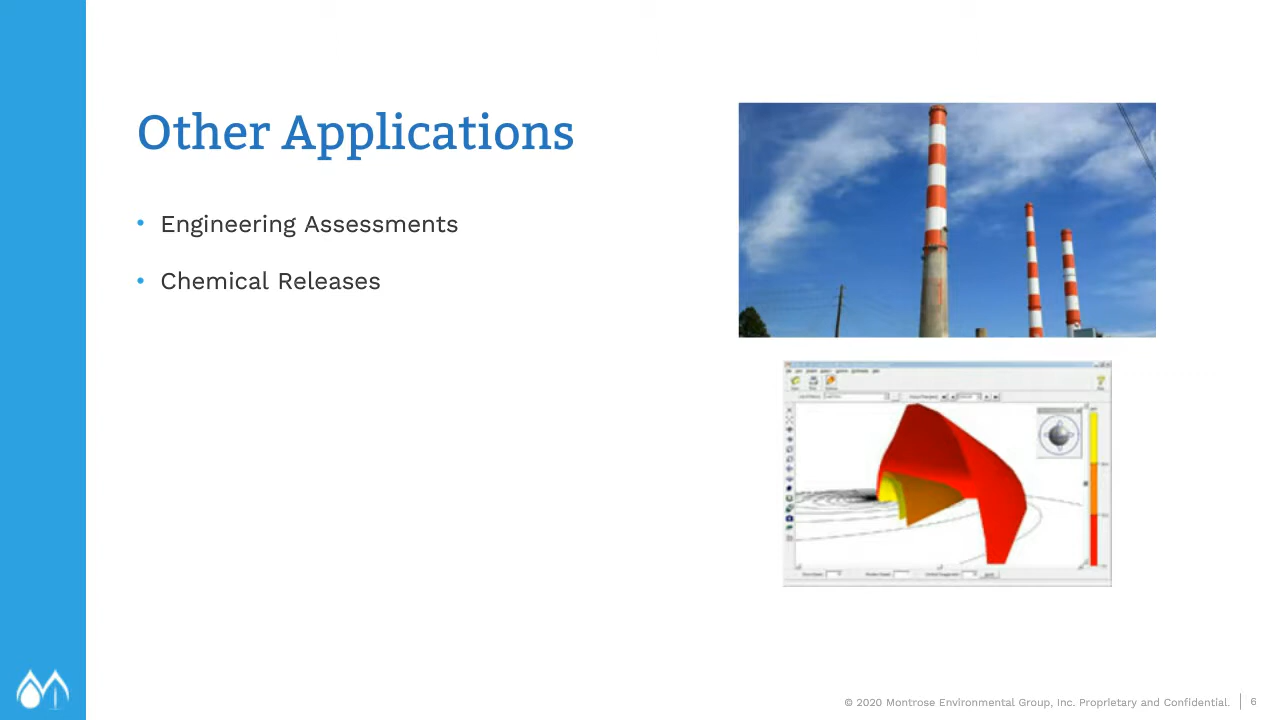 Other Applications
• Engineering Assessments
• Chemical Releases
© 2020 Montrose Environmental Group, Inc. Proprietary and Confidential. | 6